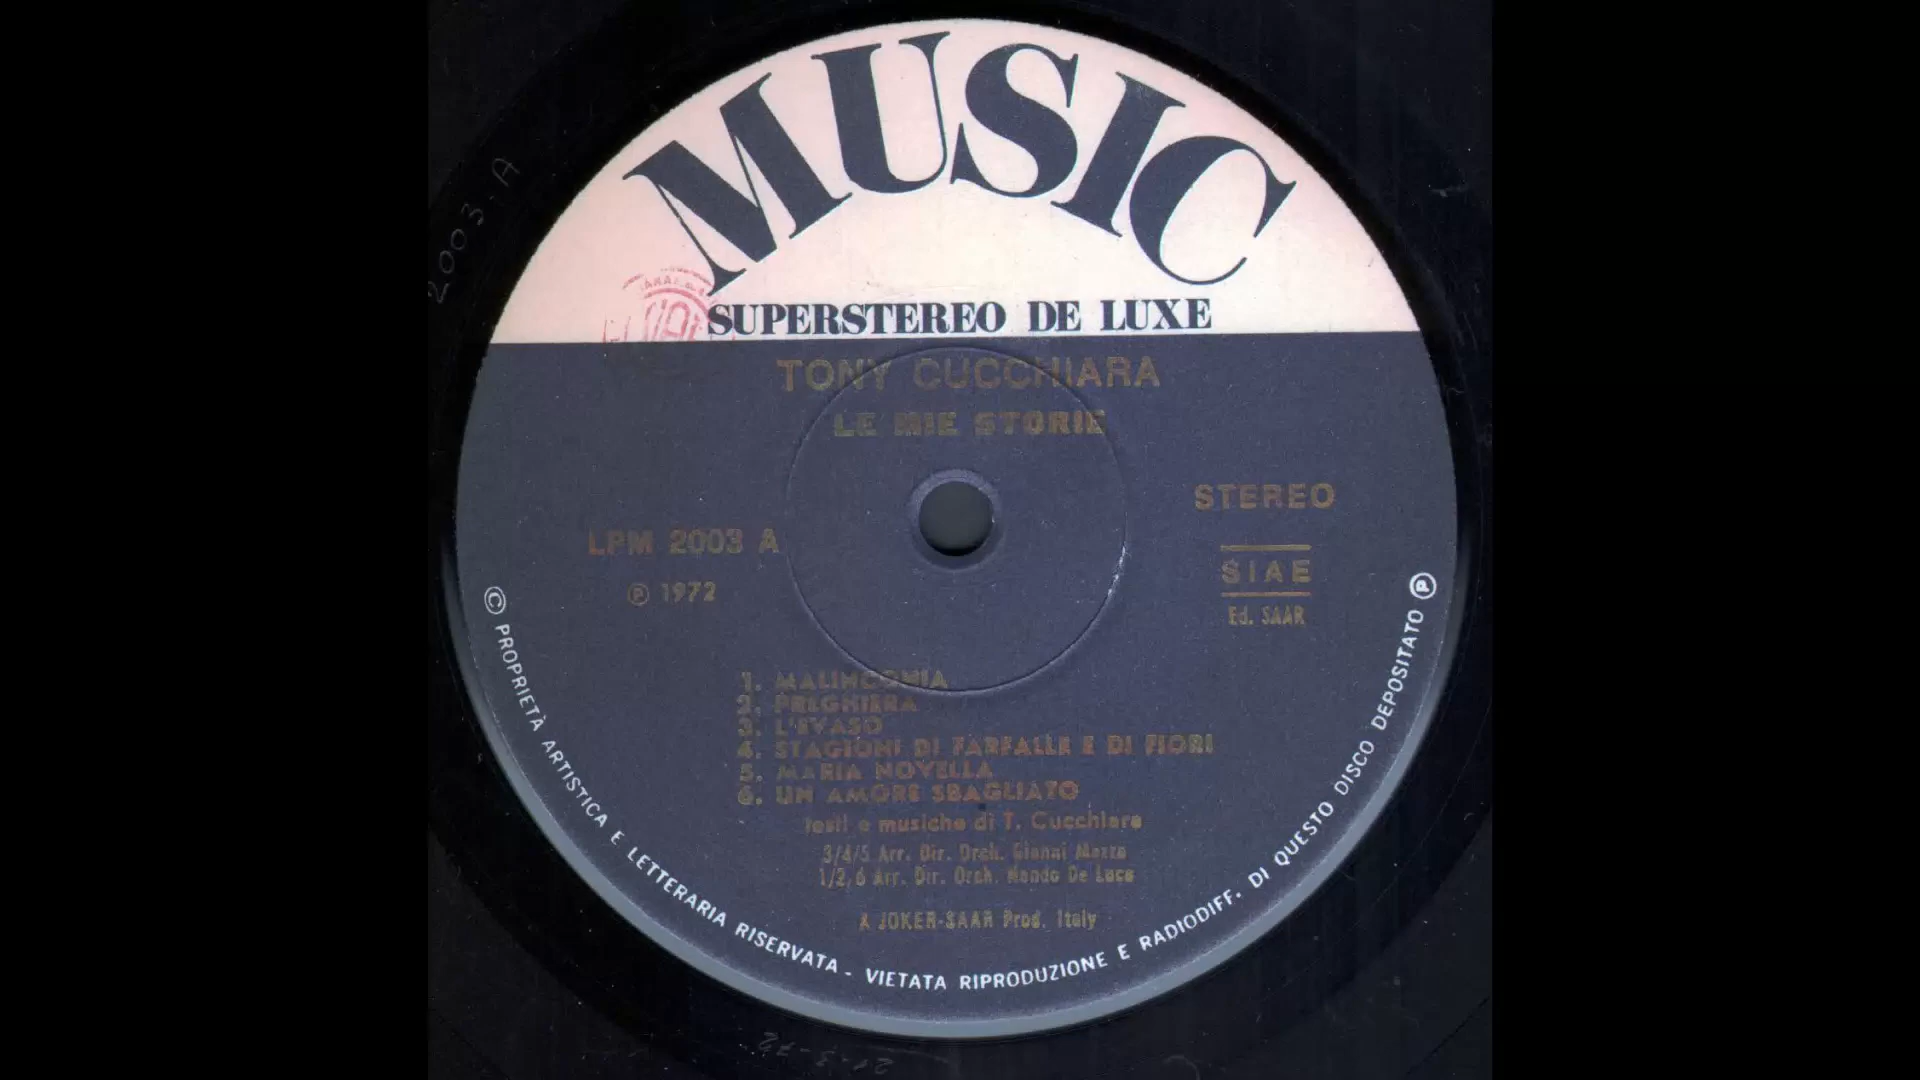 MUSIC
SUPERSTEREO DE LUXE
TONY CUCCHIARA
LE MIE STORIE
STEREO
LPM 2003 A
Ⓟ 1972
SIAE
Ed. SAAR
1. MALINCONIA
2. PREGHIERA
3. L'EVASO
4. STAGIONI DI FARFALLE E DI FIORI
5. MARIA NOVELLA
6. UN AMORE SBAGLIATO
testi e musiche di T. Cucchiara
3/4/5 Arr. Dir. Orch. Gianni Mazza
1/2,6 Arr. Dir. Orch. Nando De Luca
A JOKER-SAAR Prod. Italy
© PROPRIETÀ ARTISTICA E LETTERARIA RISERVATA - VIETATA RIPRODUZIONE E RADIODIFF. DI QUESTO DISCO DEPOSITATO Ⓟ
2003.A